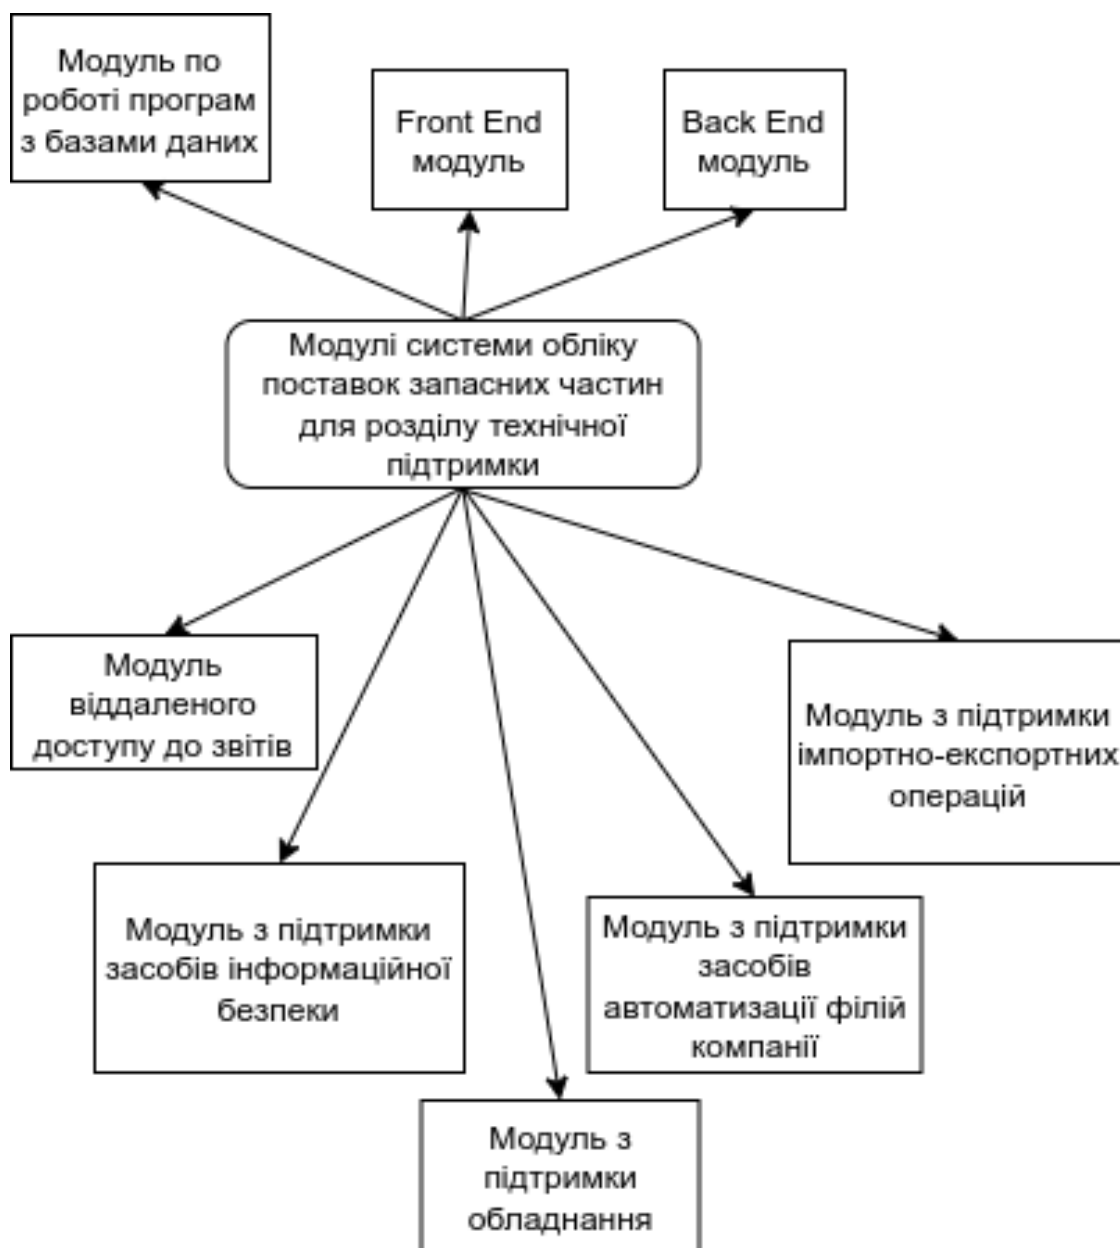 Модуль по
роботі програм
з базами даних
Front End
модуль
Back End
модуль
Модулі системи обліку
поставок запасних частин
для розділу технічної
підтримки
Модуль
віддаленого
доступу до звітів
Модуль з підтримки
імпортно-експортних
операцій
Модуль з підтримки
засобів інформаційної
безпеки
Модуль з підтримки
засобів
автоматизації філій
компанії
Модуль з
підтримки
обладнання